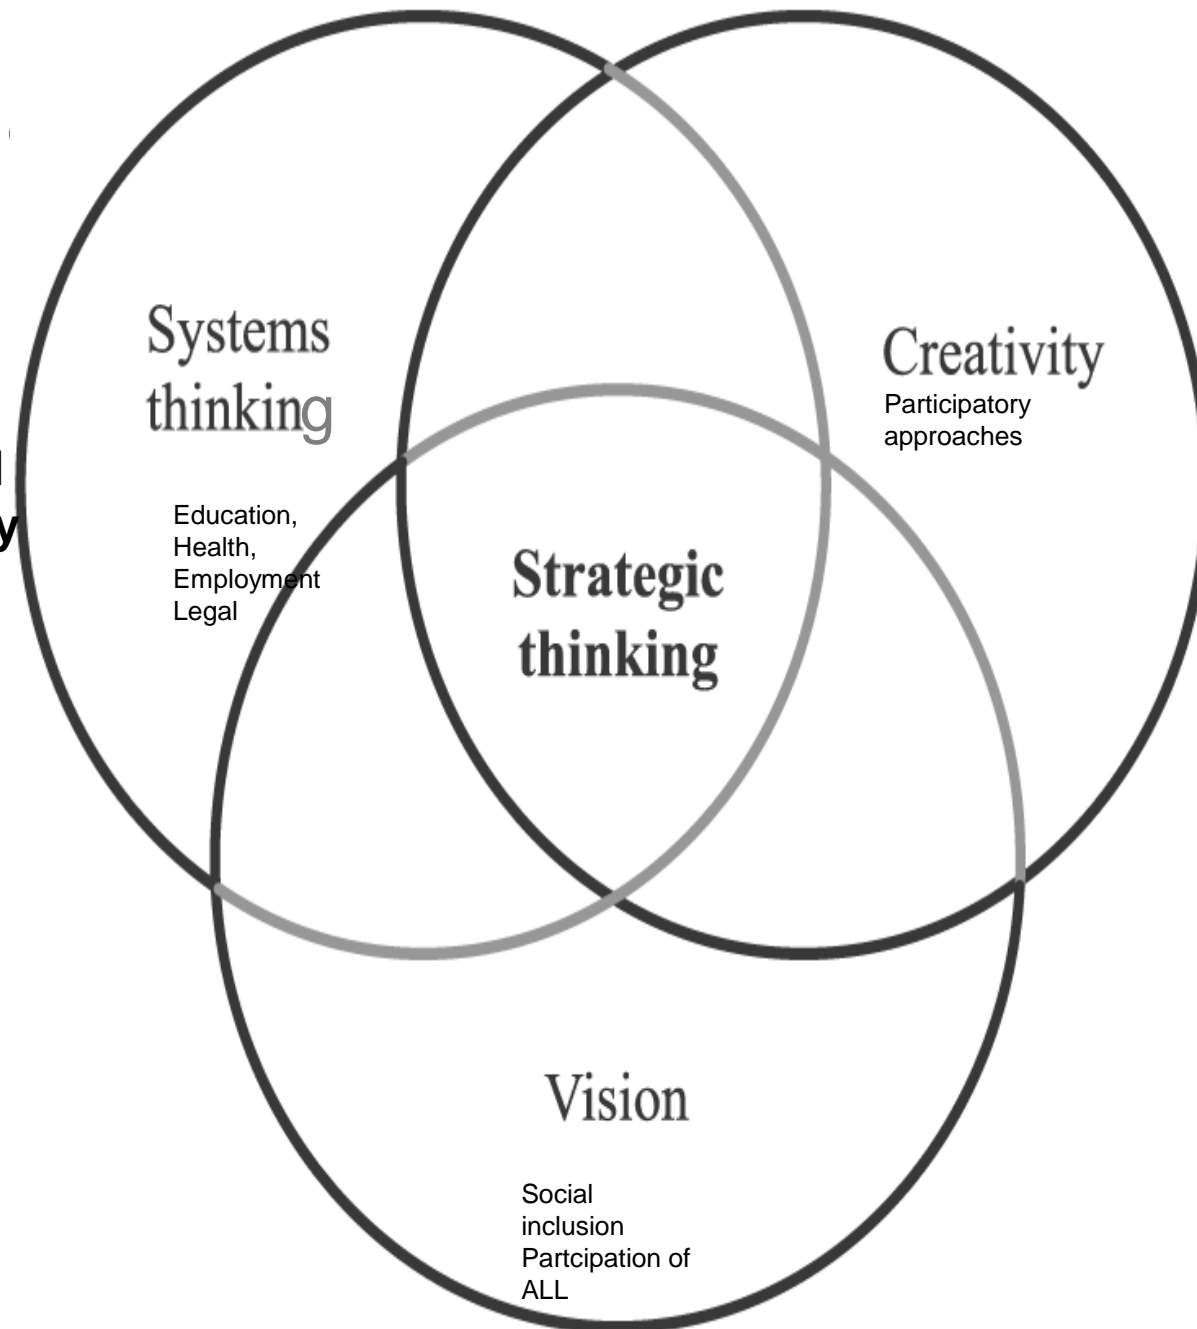 Systems
thinking
Education,
Health,
Employment
Legal
Creativity
Participatory
approaches
Strategic
thinking
Vision
Social
inclusion
Partcipation of
ALL